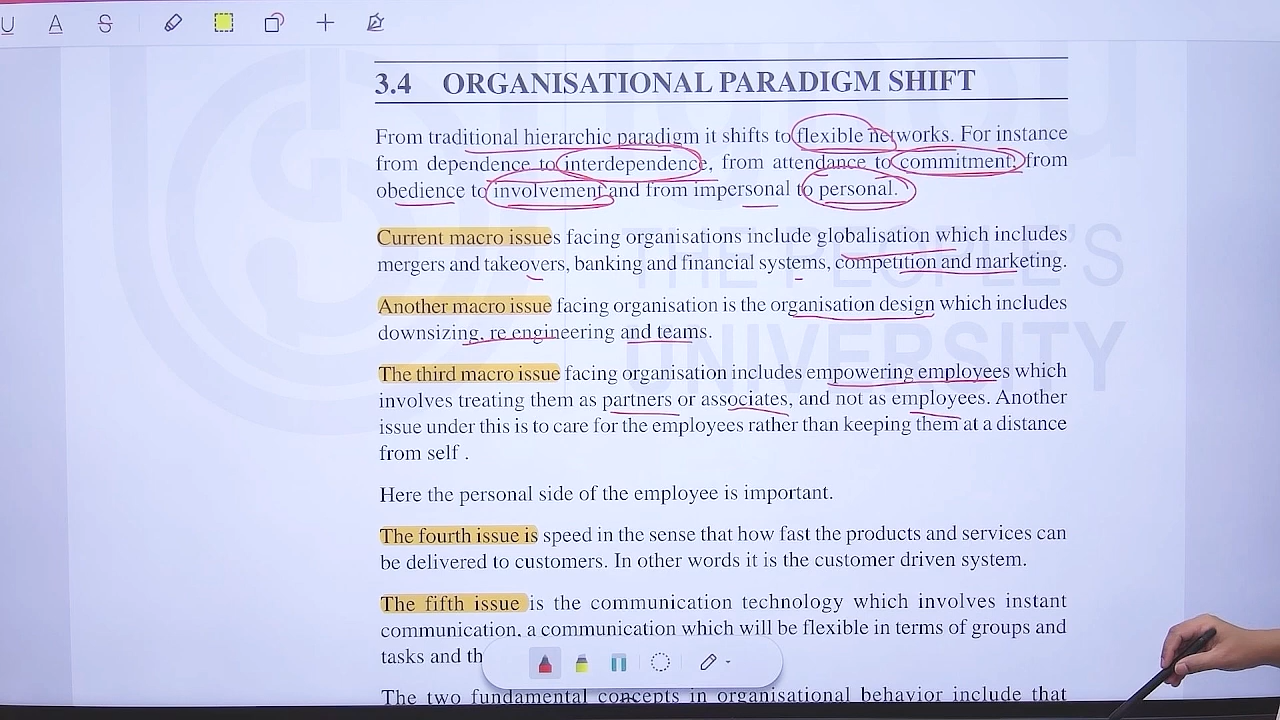 3.4 ORGANISATIONAL PARADIGM SHIFT
From traditional hierarchic paradigm it shifts to flexible networks. For instance
from dependence to interdependence, from attendance to commitment, from
obedience to involvement and from impersonal to personal.
Current macro issues facing organisations include globalisation which includes
mergers and takeovers, banking and financial systems, competition and marketing.
Another macro issue facing organisation is the organisation design which includes
downsizing, re engineering and teams.
The third macro issue facing organisation includes empowering employees which
involves treating them as partners or associates, and not as employees. Another
issue under this is to care for the employees rather than keeping them at a distance
from self .
Here the personal side of the employee is important.
The fourth issue is speed in the sense that how fast the products and services can
be delivered to customers. In other words it is the customer driven system.
The fifth issue is the communication technology which involves instant
communication, a communication which will be flexible in terms of groups and
tasks and th
The two fundamental concepts in organisational behavior include that
THE PEOPLE'S
UNIVERSITY